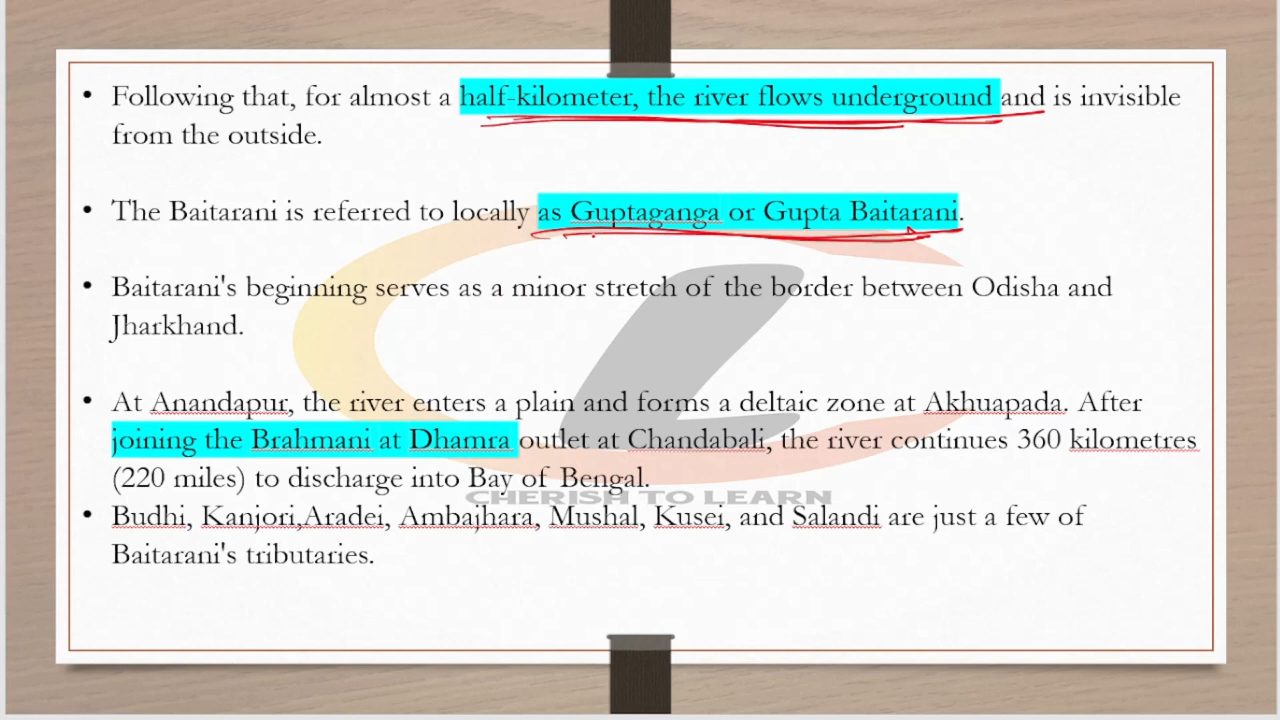 • Following that, for almost a half-kilometer, the river flows underground and is invisible
from the outside.
• The Baitarani is referred to locally as Guptaganga or Gupta Baitarani.
• Baitarani's beginning serves as a minor stretch of the border between Odisha and
Jharkhand.
• At Anandapur, the river enters a plain and forms a deltaic zone at Akhuapada. After
joining the Brahmani at Dhamra outlet at Chandabali, the river continues 360 kilometres
(220 miles) to discharge into Bay of Bengal.
CHERISH TO LEARN
• Budhi, Kanjori,Aradei, Ambajhara, Mushal, Kusei, and Salandi are just a few of
Baitarani's tributaries.